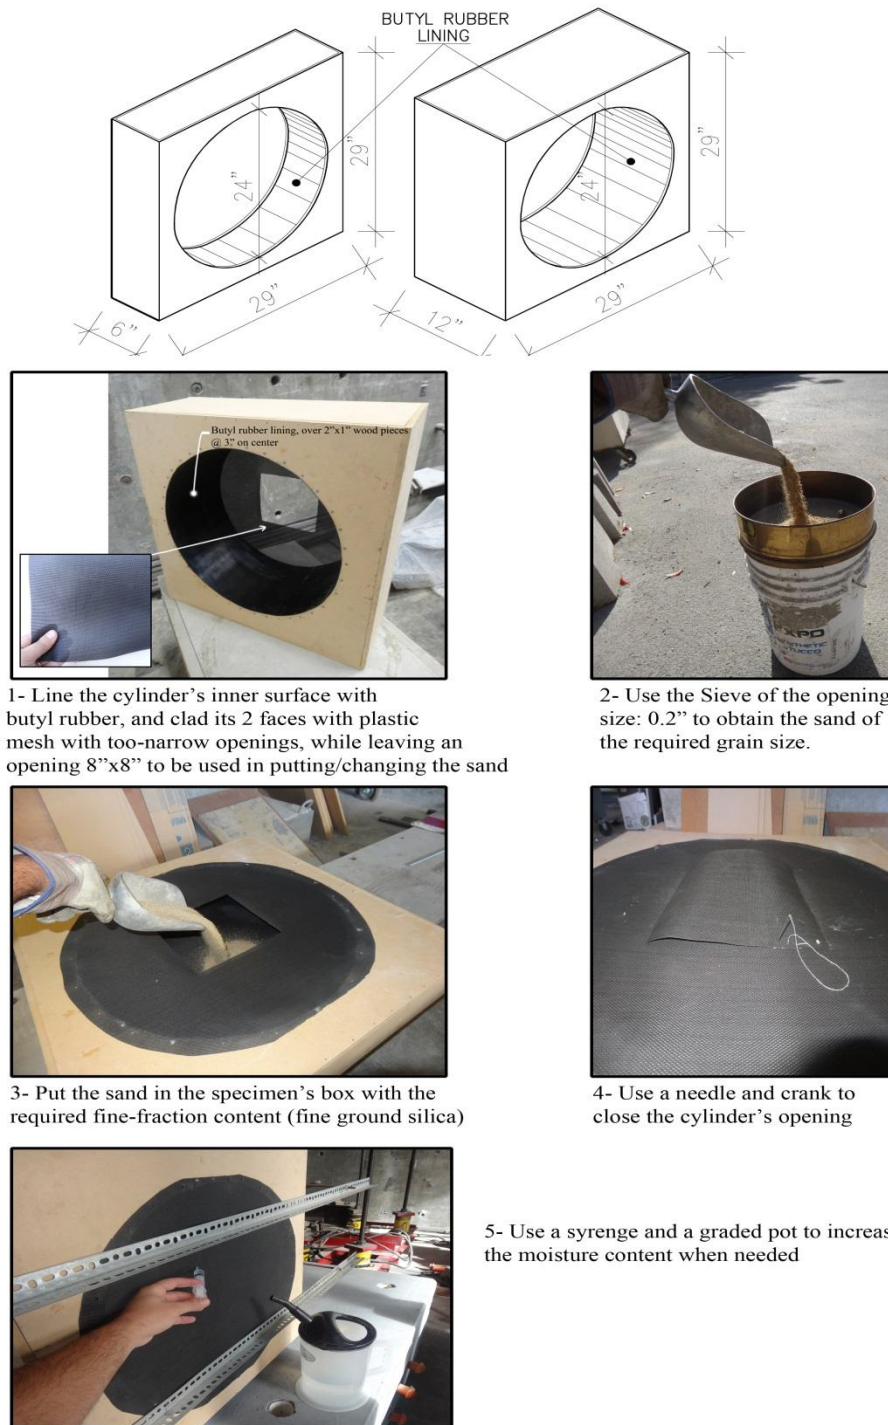 BUTYL RUBBER
LINING
24"
29"
24"
29"
6"
29"
12"
29"
Butyl rubber lining, over 2"x1" wood pieces
@ 3" on center
EXPO
SYNTHETIC
STUCCO
1- Line the cylinder's inner surface with
butyl rubber, and clad its 2 faces with plastic
mesh with too-narrow openings, while leaving an
opening 8"x8" to be used in putting/changing the sand
2- Use the Sieve of the opening
size: 0.2" to obtain the sand of
the required grain size.
3- Put the sand in the specimen's box with the
required fine-fraction content (fine ground silica)
4- Use a needle and crank to
close the cylinder's opening
5- Use a syrenge and a graded pot to increas
the moisture content when needed